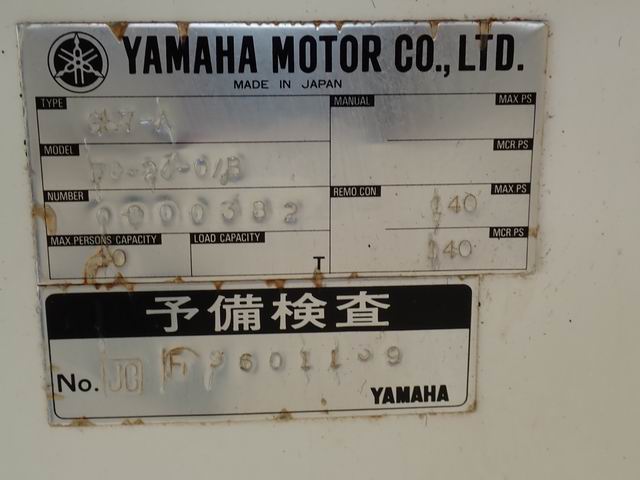 YAMAHA MOTOR CO., LTD.
MADE IN JAPAN
TYPE
MANUAL MAX PS
MODEL
MCR.PS
NUMBER 0000382
REMO CON MAX PS 140
MAX.PERSONS CAPACITY
LOAD CAPACITY T
MCR PS 140
予備検査
No. JC
YAMAHA